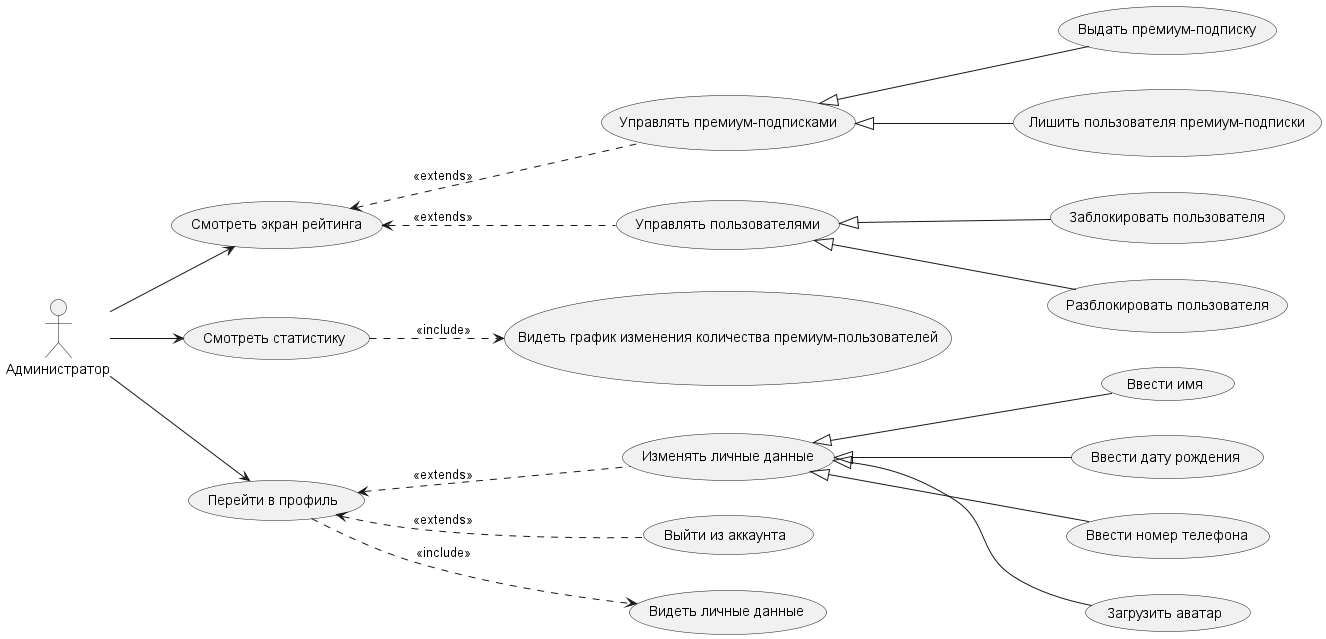 Выдать премиум-подписку
Управлять премиум-подписками
Лишить пользователя премиум-подписки
«extends»
Смотреть экран рейтинга
«extends»
Управлять пользователями
Заблокировать пользователя
Разблокировать пользователя
Администратор
Смотреть статистику
«include»
Видеть график изменения количества премиум-пользователей
Ввести имя
Изменять личные данные
Ввести дату рождения
«extends»
Перейти в профиль
«extends»
Выйти из аккаунта
Ввести номер телефона
«include»
Видеть личные данные
Загрузить аватар